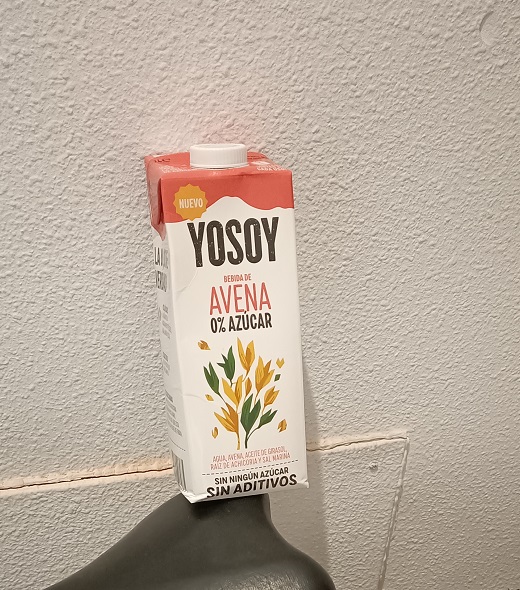 NUEVO
YOSOY
BEBIDA DE
AVENA
0% AZÚCAR
AGUA, AVENA, ACEITE DE GIRASOL,
RAÍZ DE ACHICORIA Y SAL MARINA
SIN NINGÚN AZÚCAR
SIN ADITIVOS